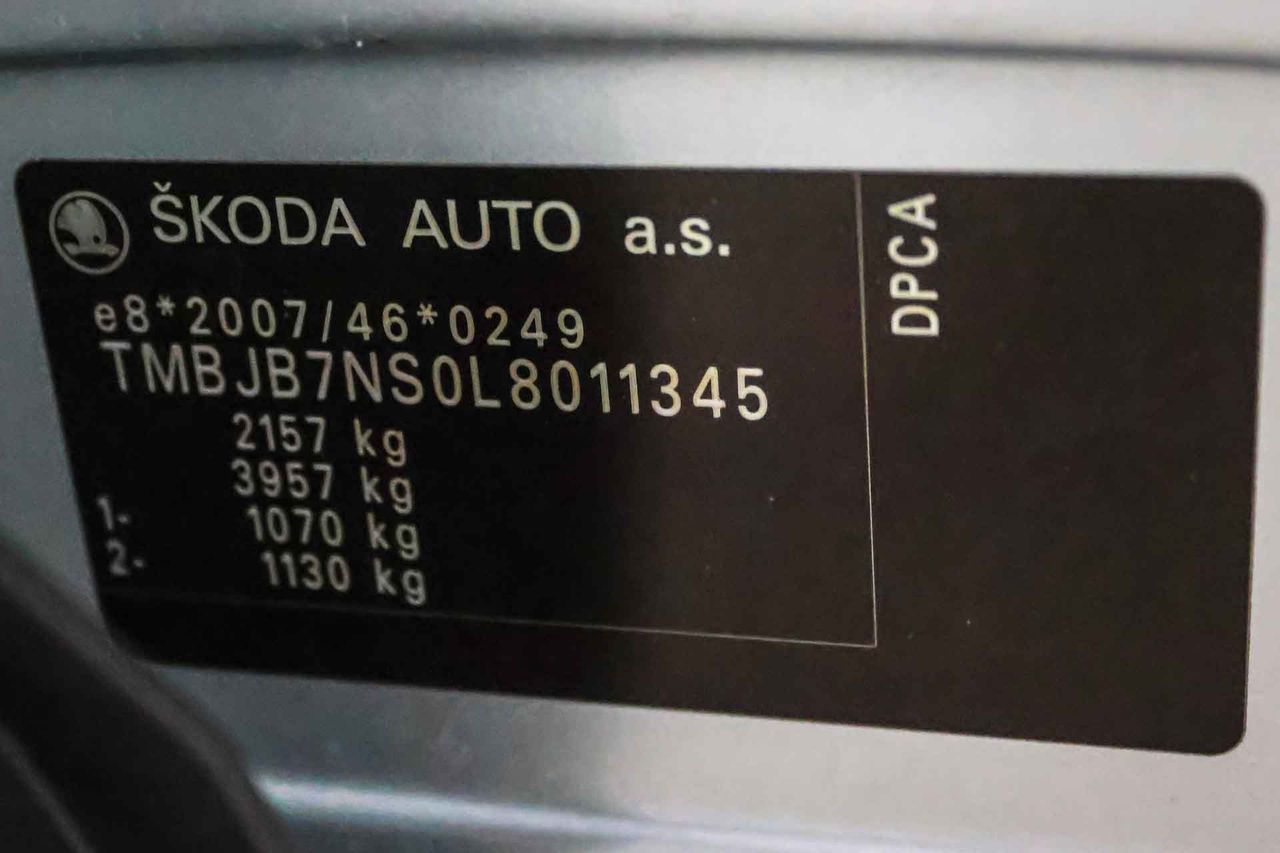 ŠKODA AUTO a.s.
e8*2007/46*0249
TMBJB7NS0L8011345
2157 kg
3957 kg
1- 1070 kg
2- 1130 kg
DPCA